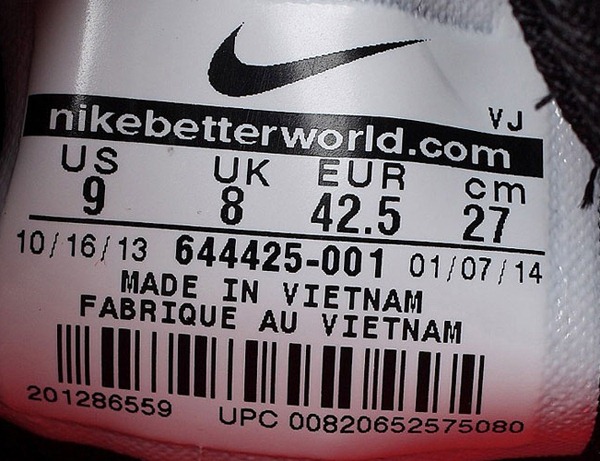 VJ
nikebetterworld.com
US UK EUR cm
9 8 42.5 27
10/16/13 644425-001 01/07/14
MADE IN VIETNAM
FABRIQUE AU VIETNAM
201286559 UPC 00820652575080